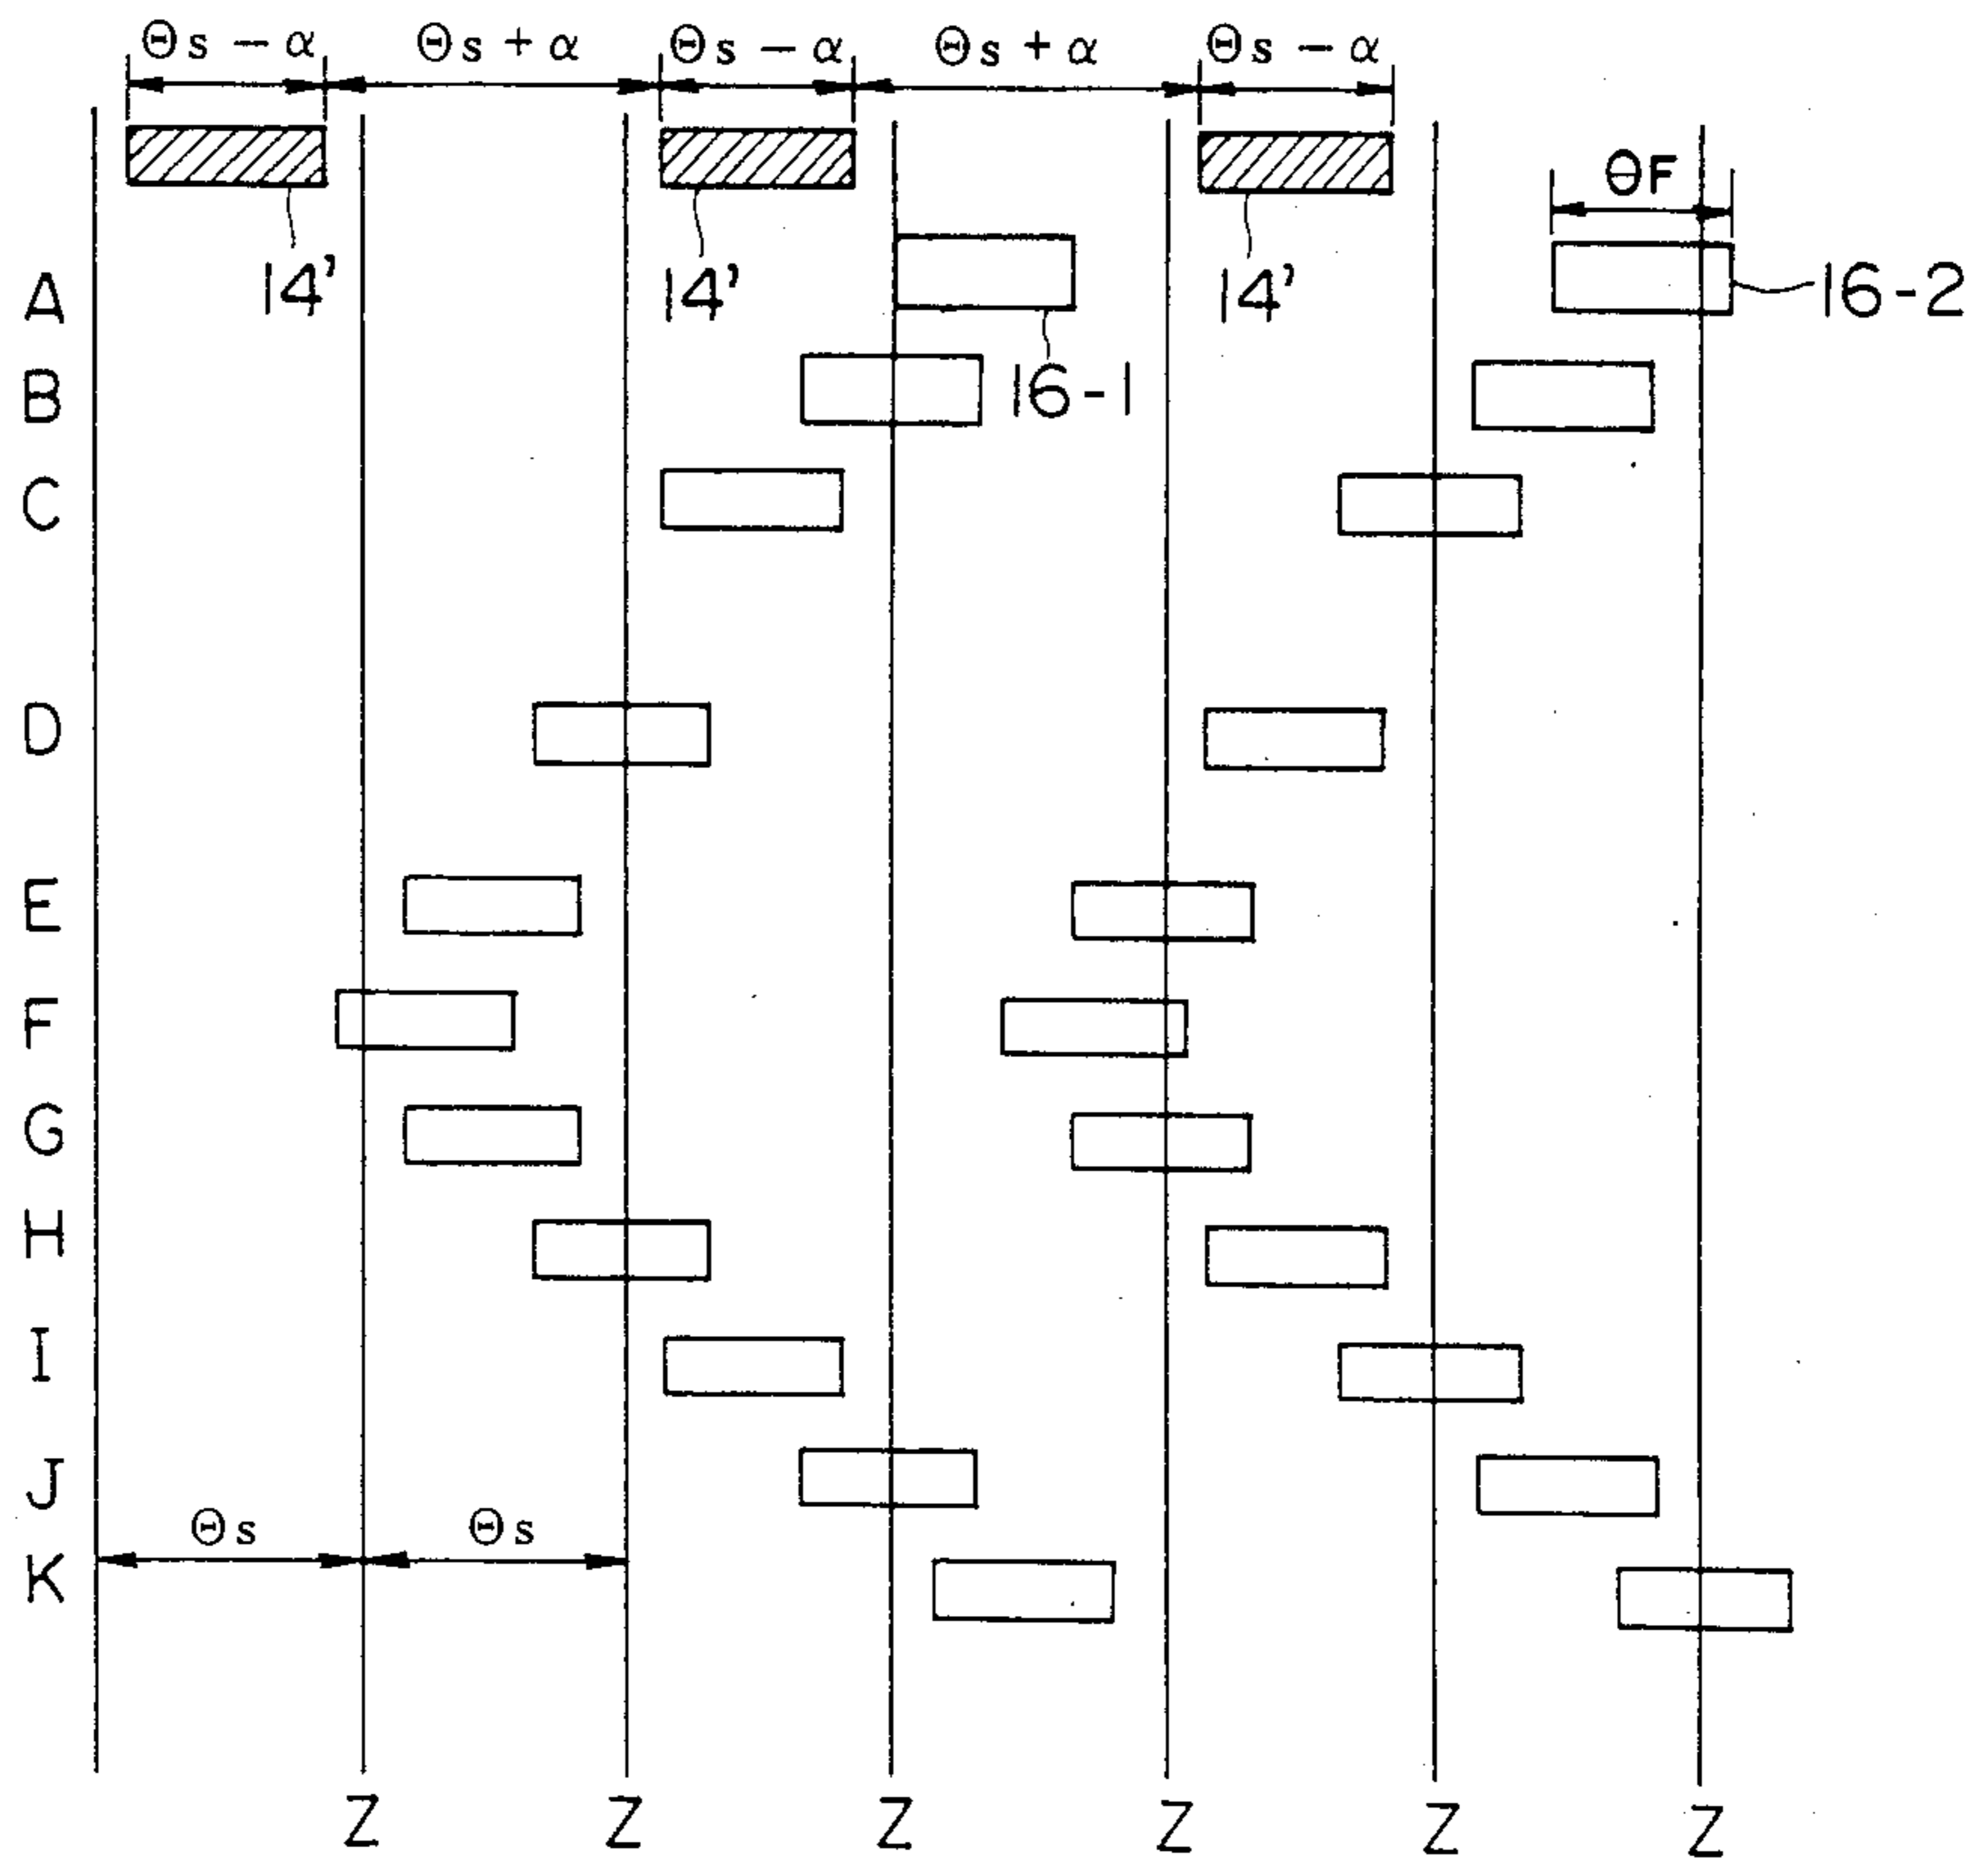 Θs − α Θs + α Θs − α Θs + α Θs − α
ΘF
14' 14' 14' 16-2
A
16-1
B
C
D
E
F
G
H
I
J
Θs Θs
K
Z Z Z Z Z Z